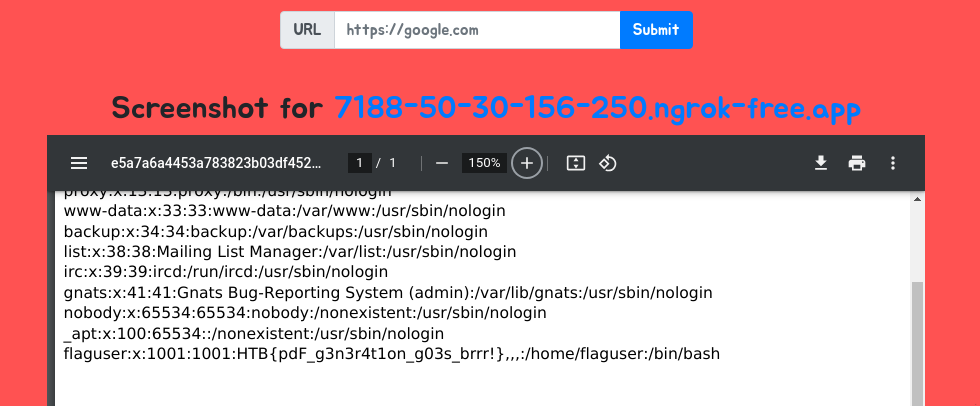 URL https://google.com Submit
Screenshot for 7188-50-30-156-250.ngrok-free.app
e5a7a6a4453a783823b03df452... 1 / 1 150%
proxy:x:13:13:proxy:/bin:/usr/sbin/nologin
www-data:x:33:33:www-data:/var/www:/usr/sbin/nologin
backup:x:34:34:backup:/var/backups:/usr/sbin/nologin
list:x:38:38:Mailing List Manager:/var/list:/usr/sbin/nologin
irc:x:39:39:ircd:/run/ircd:/usr/sbin/nologin
gnats:x:41:41:Gnats Bug-Reporting System (admin):/var/lib/gnats:/usr/sbin/nologin
nobody:x:65534:65534:nobody:/nonexistent:/usr/sbin/nologin
_apt:x:100:65534::/nonexistent:/usr/sbin/nologin
flaguser:x:1001:1001:HTB{pdF_g3n3r4t1on_g03s_brrr!},,,:/home/flaguser:/bin/bash